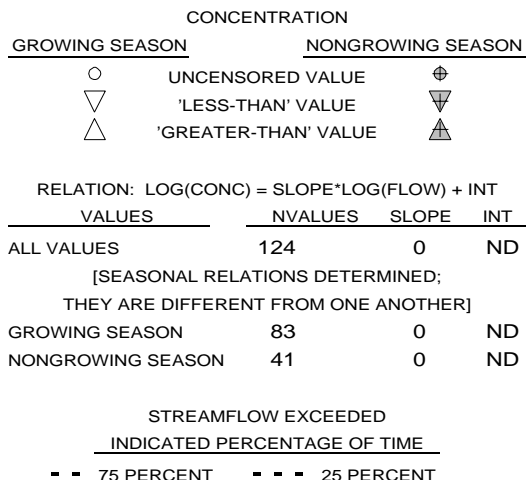 CONCENTRATION
GROWING SEASON NONGROWING SEASON
UNCENSORED VALUE
'LESS-THAN' VALUE
'GREATER-THAN' VALUE
RELATION: LOG(CONC) = SLOPE*LOG(FLOW) + INT
VALUES NVALUES SLOPE INT
ALL VALUES 124 0 ND
[SEASONAL RELATIONS DETERMINED;
THEY ARE DIFFERENT FROM ONE ANOTHER]
GROWING SEASON 83 0 ND
NONGROWING SEASON 41 0 ND
STREAMFLOW EXCEEDED
INDICATED PERCENTAGE OF TIME
75 PERCENT 25 PERCENT